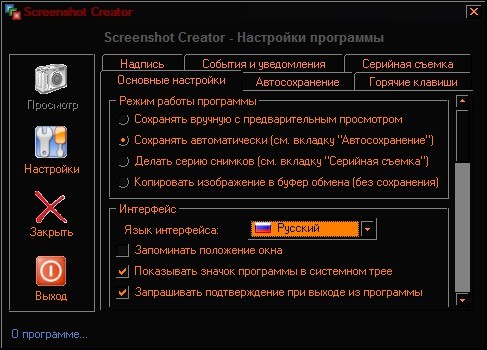 Screenshot Creator
Screenshot Creator - Настройки программы
Просмотр
Настройки
Закрыть
Выход
Надпись
События и уведомления
Серийная съемка
Основные настройки
Автосохранение
Горячие клавиши
Режим работы программы
Сохранять вручную с предварительным просмотром
Сохранять автоматически (см. вкладку "Автосохранение")
Делать серию снимков (см. вкладку "Серийная съемка")
Копировать изображение в буфер обмена (без сохранения)
Интерфейс
Язык интерфейса: Русский
Запоминать положение окна
Показывать значок программы в системном трее
Запрашивать подтверждение при выходе из программы
О программе...